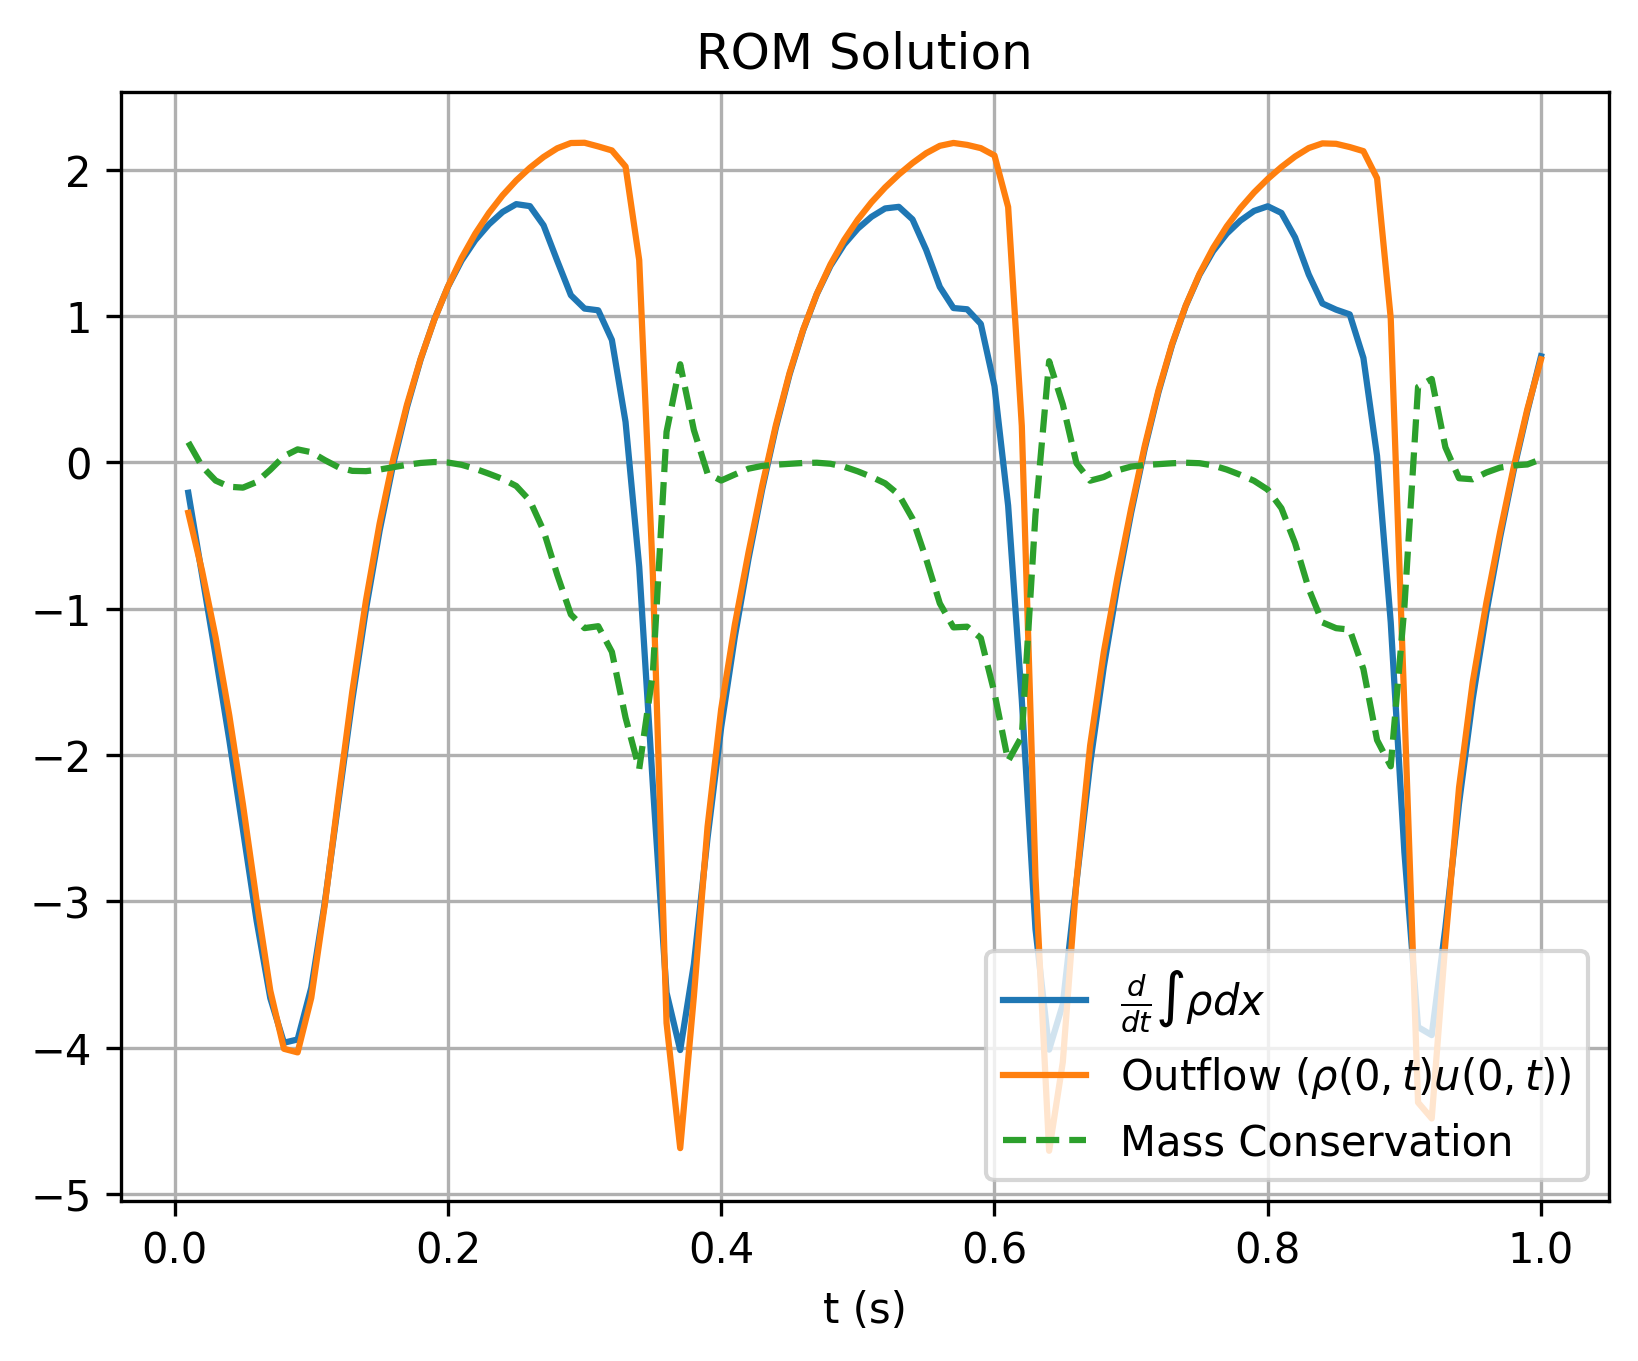 ROM Solution
2
1
0
−1
−2
−3
−4
−5
d/dt ∫ρdx
Outflow (ρ(0, t)u(0, t))
Mass Conservation
0.0 0.2 0.4 0.6 0.8 1.0
t (s)